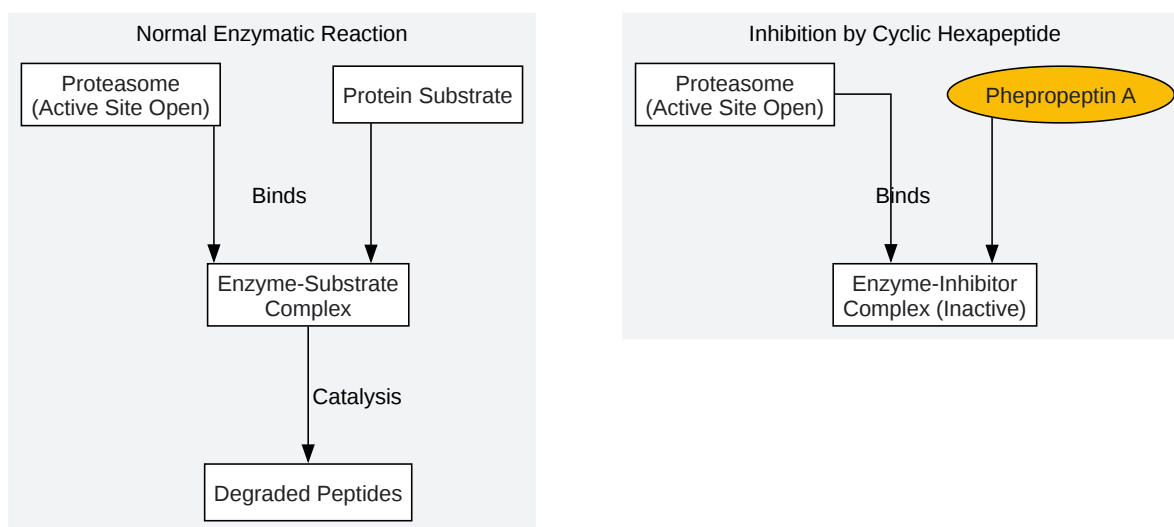 Normal Enzymatic Reaction
Proteasome
(Active Site Open)
Protein Substrate
Binds
Enzyme-Substrate
Complex
Catalysis
Degraded Peptides
Inhibition by Cyclic Hexapeptide
Proteasome
(Active Site Open)
Phepropeptin A
Binds
Enzyme-Inhibitor
Complex (Inactive)